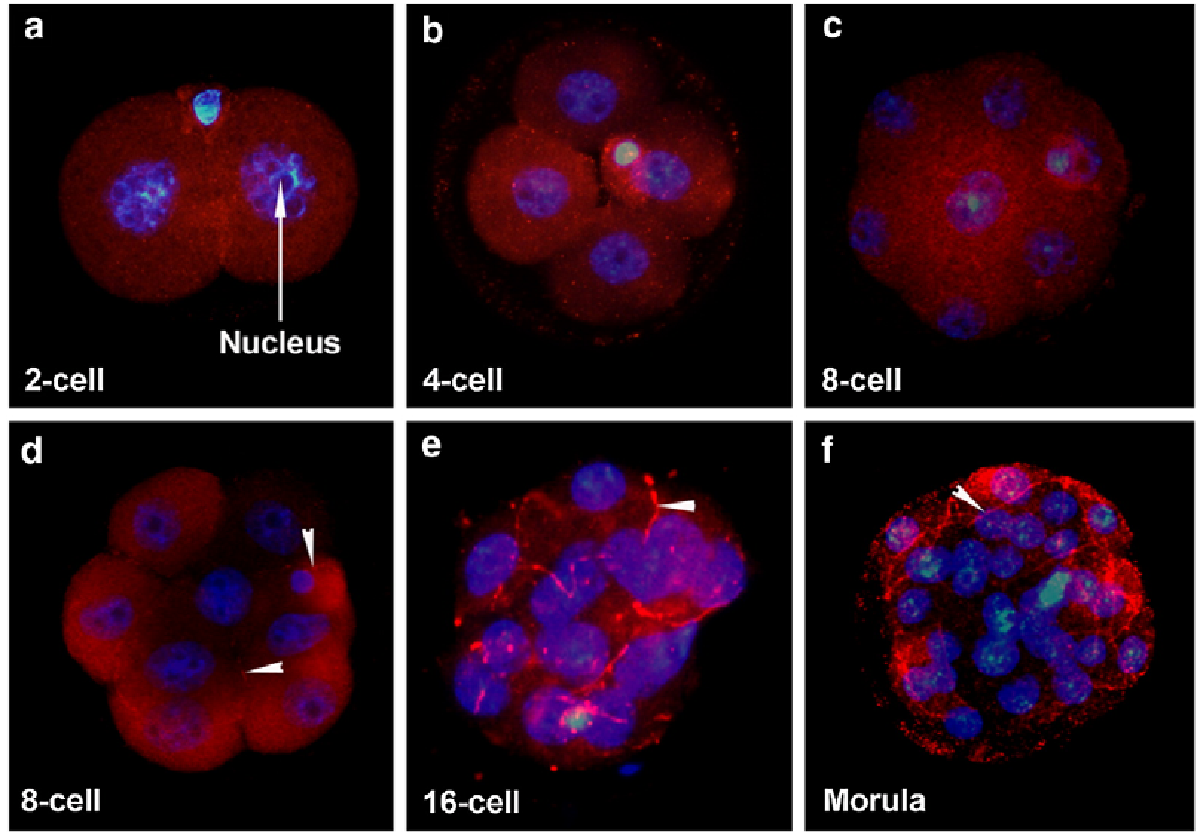 a
b
c
Nucleus
2-cell
4-cell
8-cell
d
e
f
8-cell
16-cell
Morula